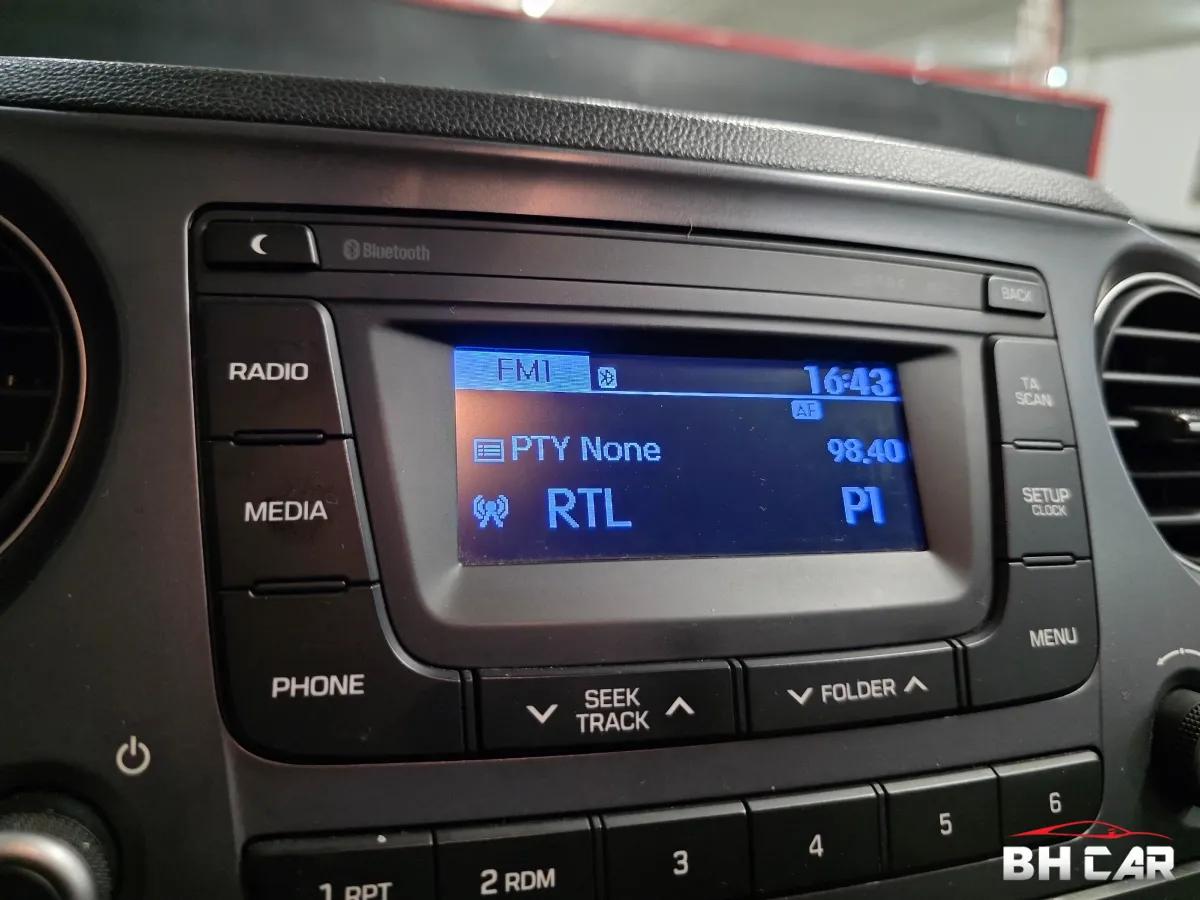 Bluetooth
BACK
RADIO
FM1
16:43
TA
SCAN
AF
PTY None
98.40
MEDIA
SETUP
CLOCK
RTL
P1
PHONE
MENU
SEEK
TRACK
FOLDER
1 RPT
2 RDM
3
4
5
6
BH CAR